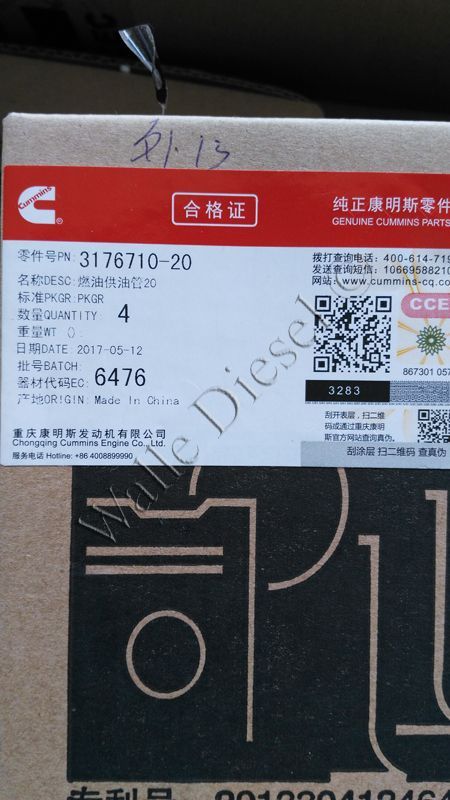 外.13
Cummins
合格证
纯正康明斯零件
GENUINE CUMMINS PARTS
零件号PN: 3176710-20
名称DESC: 燃油供油管20
标准PKGR: PKGR
数量QUANTITY: 4
重量WT 0:
日期DATE: 2017-05-12
批号BATCH:
器材代码EC: 6476
产地ORIGIN: Made In China
重庆康明斯发动机有限公司
Chongqing Cummins Engine Co., Ltd.
服务电话 Hotline: +86 4008899990
拨打查询电话: 400-614-719
发送查询短信: 10669588210
网站: www.cummins-cq.co
CCE
867301 057
3283
刮开表层，扫二维
码或通过重庆康明
斯官方网站查询真伪。
刮涂层 扫二维码 查真伪
Walle Diesel